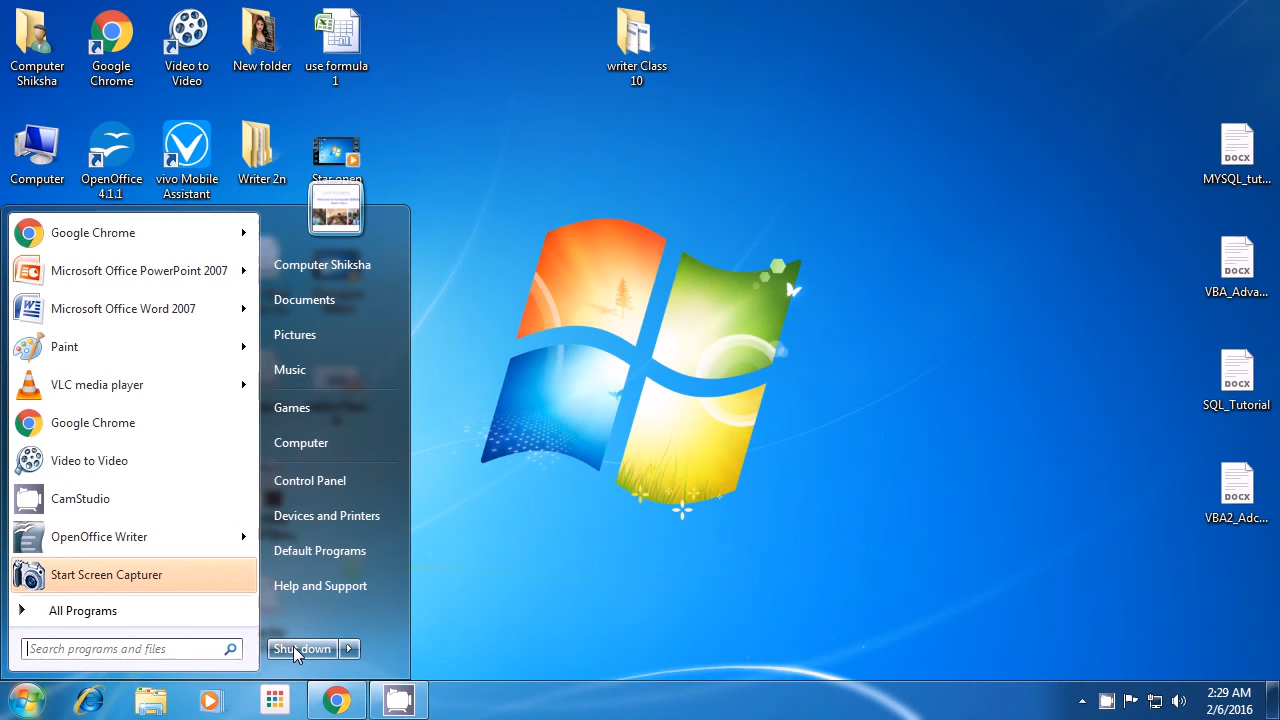 Computer
Shiksha
Google
Chrome
Video to
Video
New folder
use formula
1
writer Class
10
Computer
OpenOffice
4.1.1
vivo Mobile
Assistant
Writer 2n
Star open
DOCX
MYSQL_tut...
DOCX
VBA_Adva...
DOCX
SQL_Tutorial
DOCX
VBA2_Adc...
Google Chrome
Microsoft Office PowerPoint 2007
Microsoft Office Word 2007
Paint
VLC media player
Google Chrome
Video to Video
CamStudio
OpenOffice Writer
Start Screen Capturer
All Programs
Search programs and files
Computer Shiksha
Documents
Pictures
Music
Games
Computer
Control Panel
Devices and Printers
Default Programs
Help and Support
Shut down
2:29 AM
2/6/2016